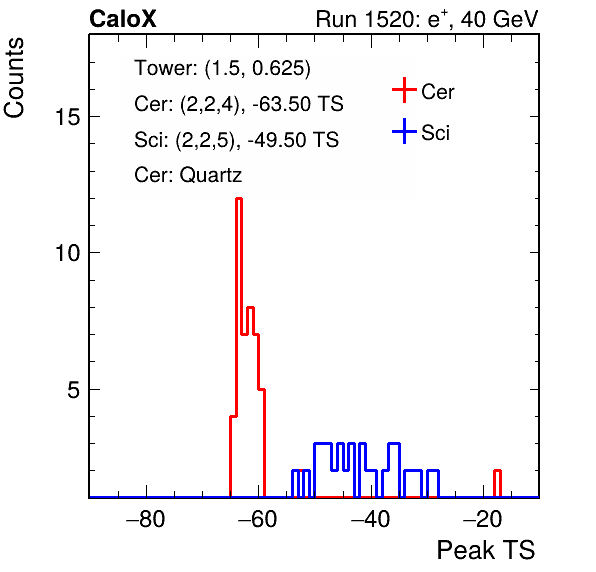 CaloX Run 1520: e⁺, 40 GeV
Counts
Tower: (1.5, 0.625)
Cer: (2,2,4), -63.50 TS
Sci: (2,2,5), -49.50 TS
Cer: Quartz
Cer
Sci
15
10
5
−80 −60 −40 −20
Peak TS